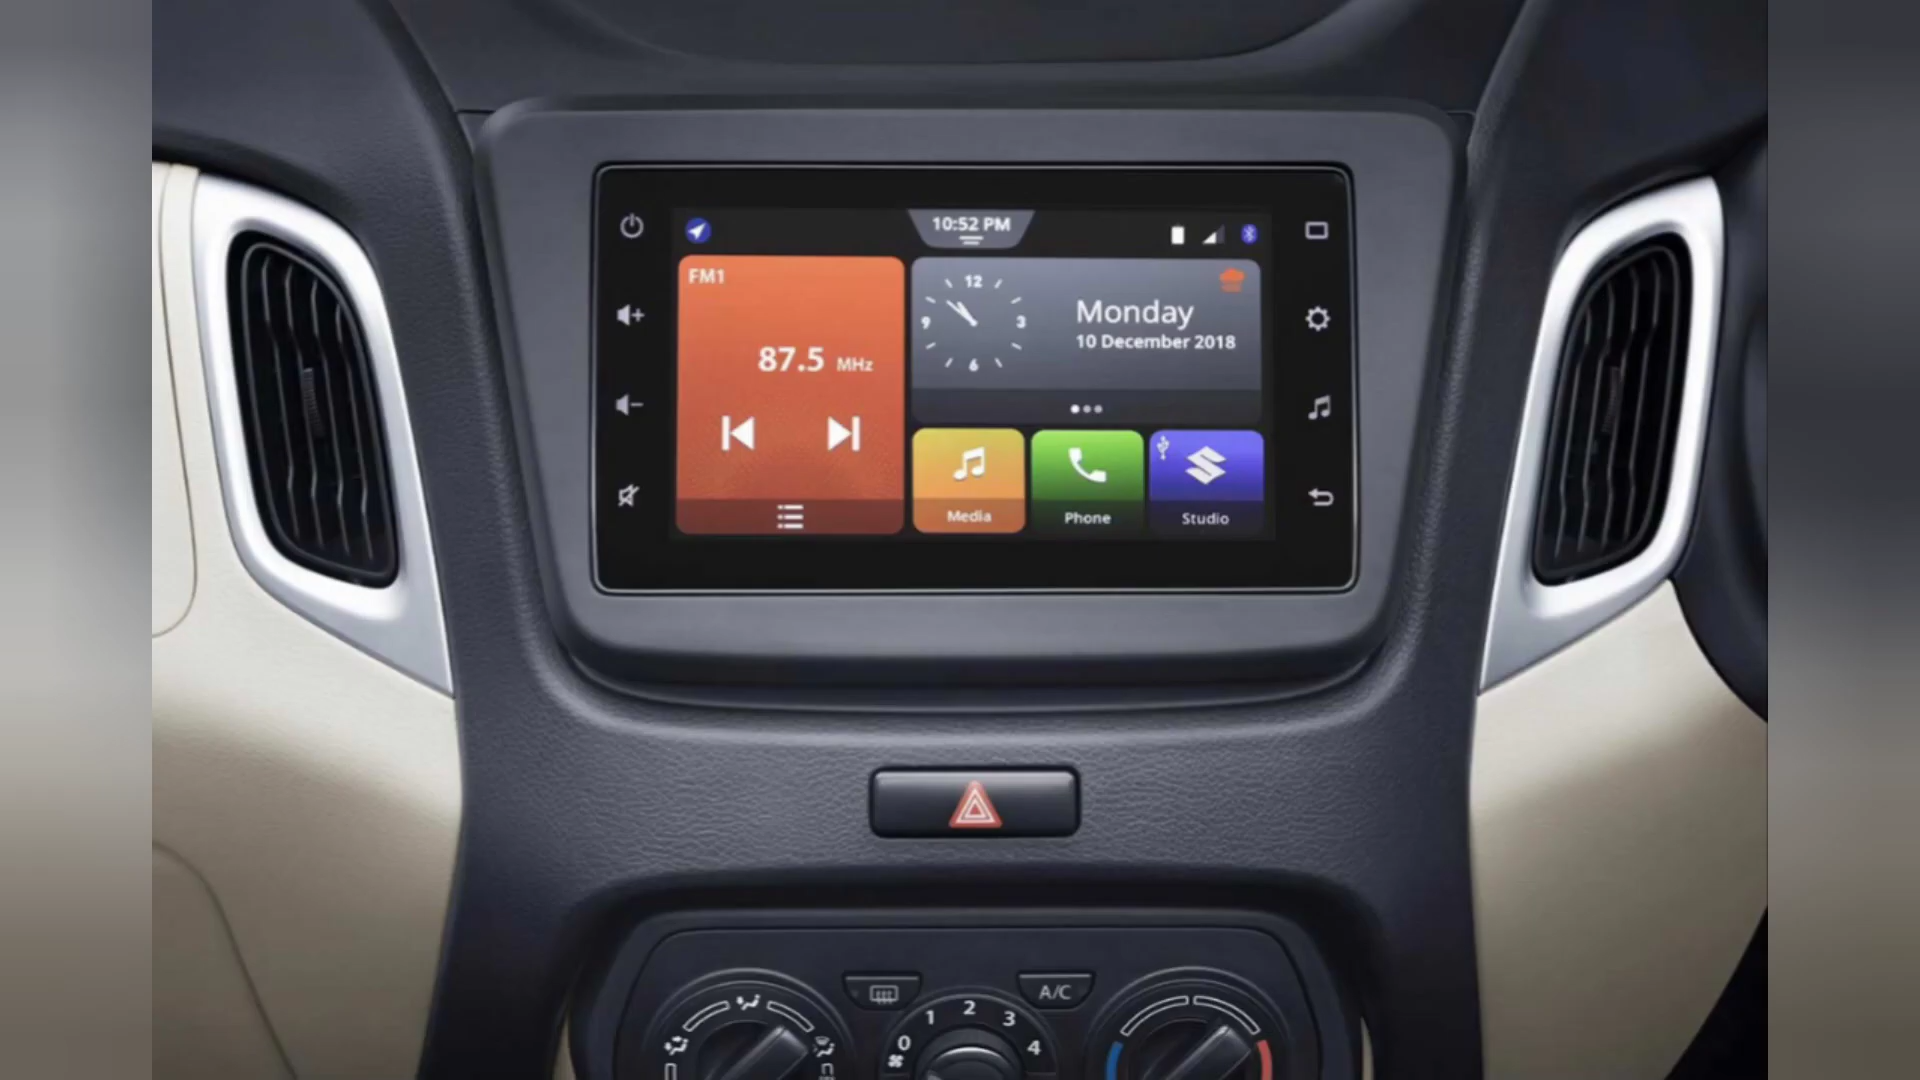 10:52 PM
FM1
87.5 MHz
12
9 3
6
Monday
10 December 2018
Media
Phone
Studio
A/C
0 1 2 3 4